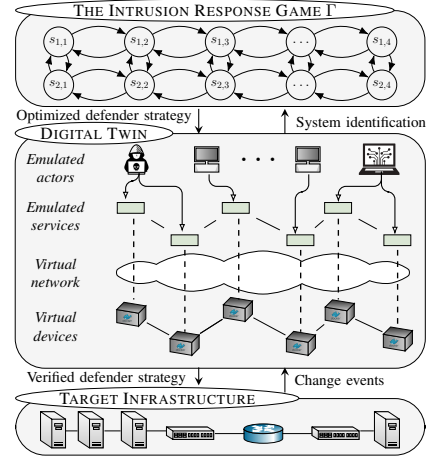 THE INTRUSION RESPONSE GAME Γ
s1,1 s1,2 s1,3 ... s1,4
s2,1 s2,2 s2,3 ... s2,4
Optimized defender strategy System identification
DIGITAL TWIN
Emulated
actors
Emulated
services
Virtual
network
Virtual
devices
Verified defender strategy Change events
TARGET INFRASTRUCTURE